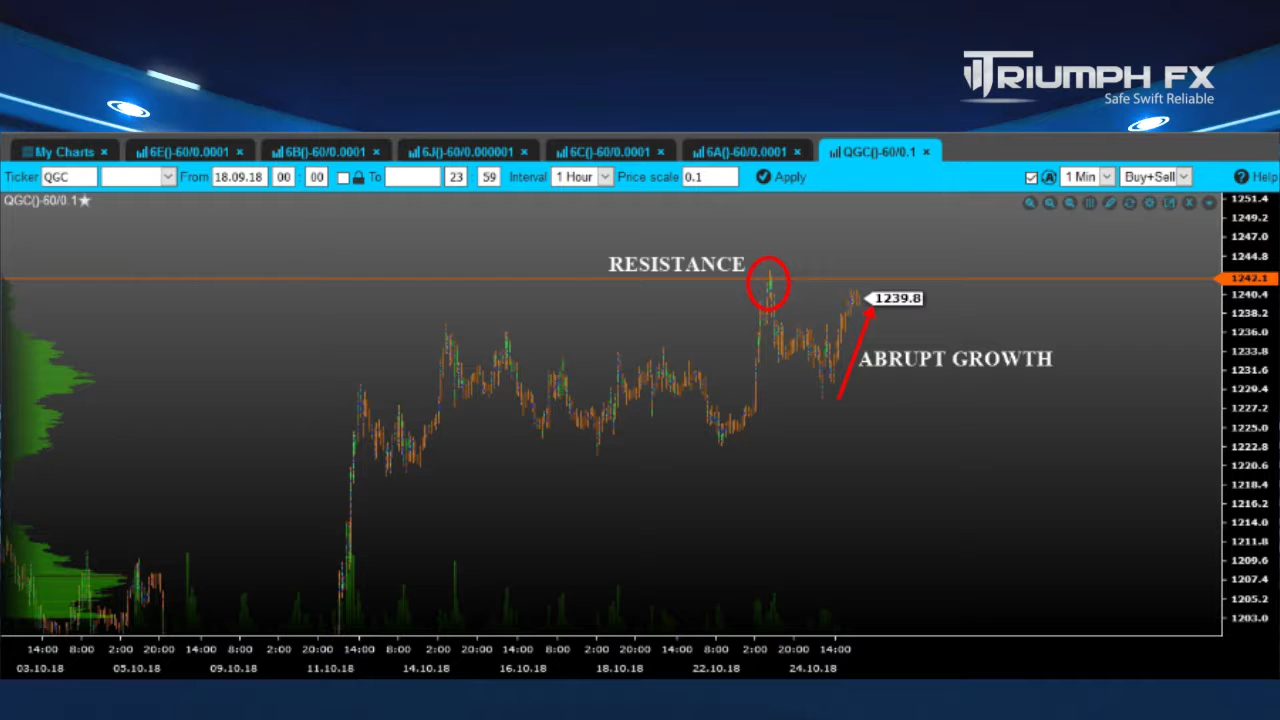 TRIUMPH FX
Safe Swift Reliable
My Charts × 6E()-60/0.0001 × 6B()-60/0.0001 × 6J()-60/0.000001 × 6C()-60/0.0001 × 6A()-60/0.0001 × QGC()-60/0.1 ×
Ticker QGC From 18.09.18 00 : 00 To 23 : 59 Interval 1 Hour Price scale 0.1 Apply A 1 Min Buy+Sell ? Help
QGC()-60/0.1★
1251.4
1249.2
1247.0
RESISTANCE
1244.8
1242.1
1239.8
1240.4
1238.2
1236.0
1233.8
ABRUPT GROWTH
1231.6
1229.4
1227.2
1225.0
1222.8
1220.6
1218.4
1216.2
1214.0
1211.8
1209.6
1207.4
1205.2
1203.0
14:00 8:00 2:00 20:00 14:00 8:00 2:00 20:00 14:00 8:00 2:00 20:00 14:00 8:00 2:00 20:00 14:00 8:00 2:00 20:00 14:00
03.10.18 05.10.18 09.10.18 11.10.18 14.10.18 16.10.18 18.10.18 22.10.18 24.10.18